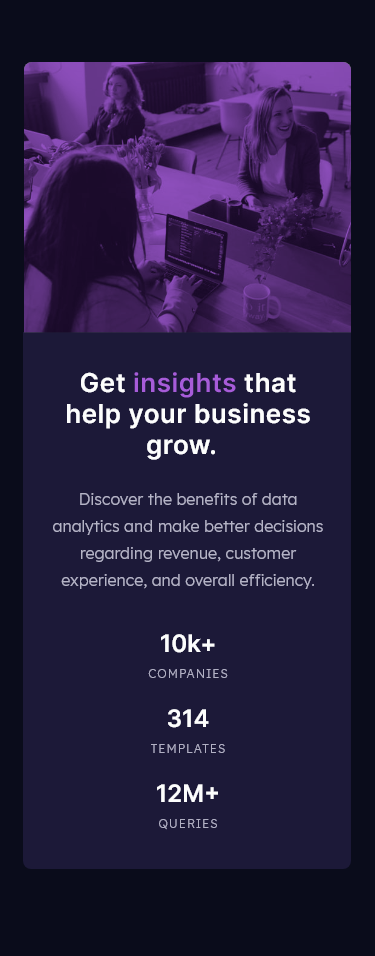 Get insights that
help your business
grow.
Discover the benefits of data
analytics and make better decisions
regarding revenue, customer
experience, and overall efficiency.
10k+
COMPANIES
314
TEMPLATES
12M+
QUERIES